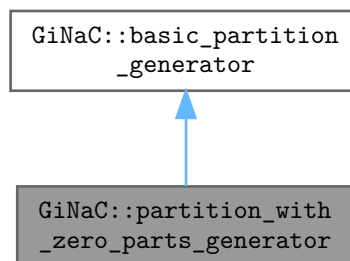 GiNaC::basic_partition
_generator
GiNaC::partition_with
_zero_parts_generator